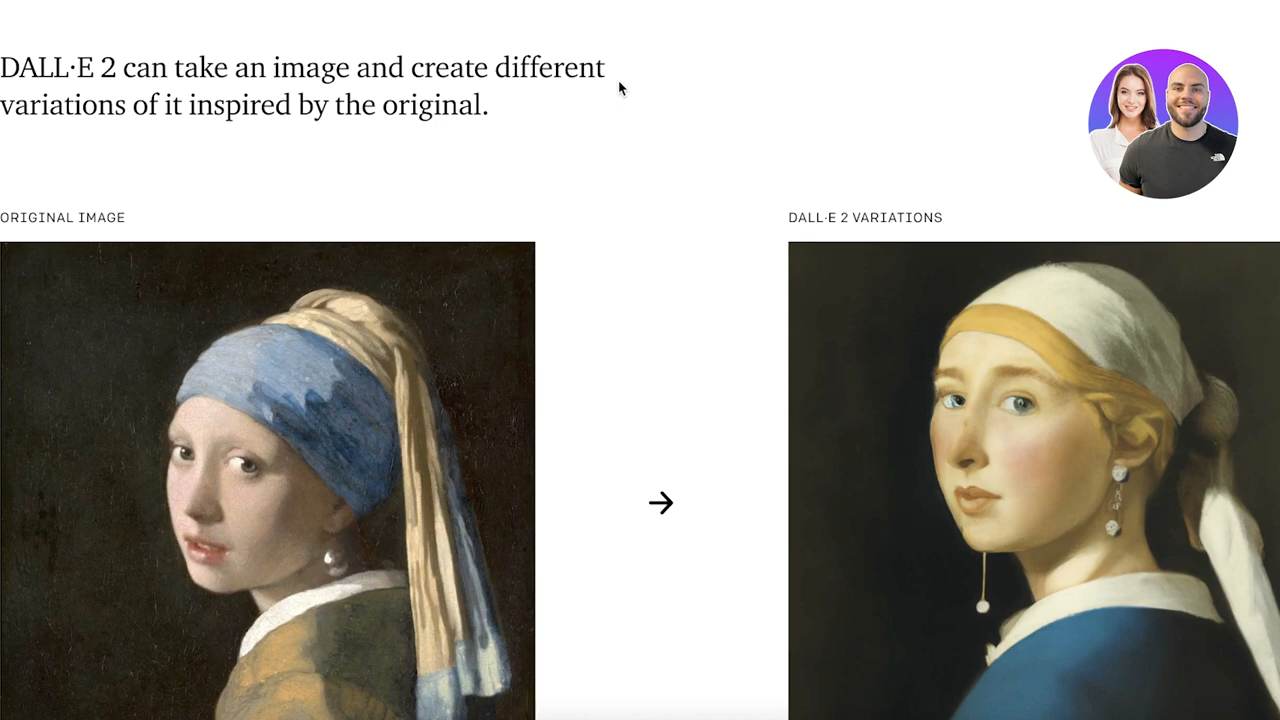 DALL·E 2 can take an image and create different
variations of it inspired by the original.
ORIGINAL IMAGE
DALL·E 2 VARIATIONS